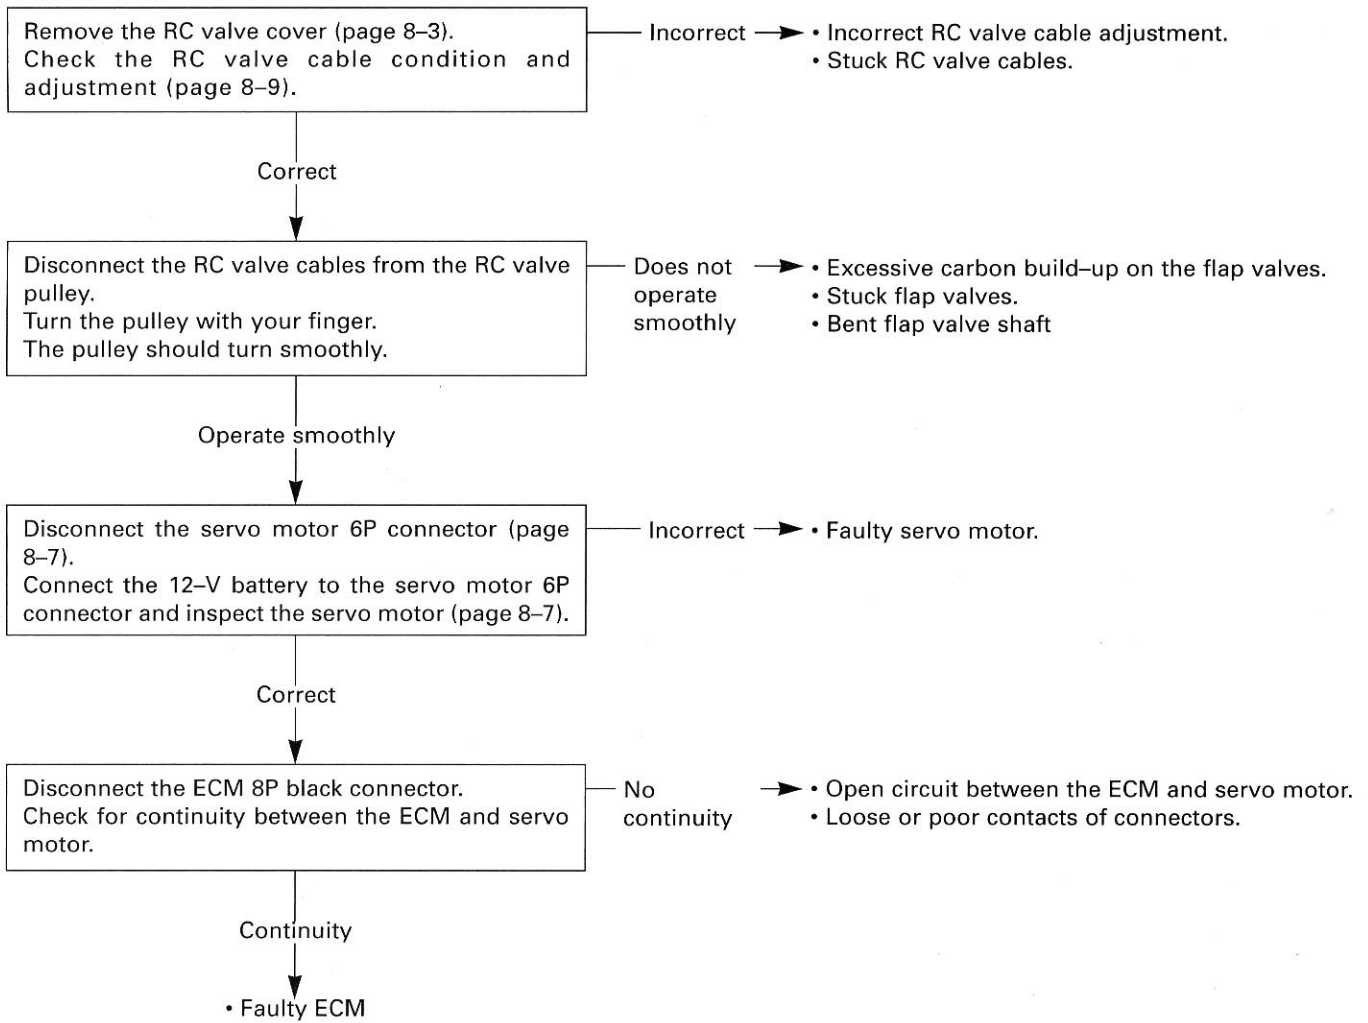 Remove the RC valve cover (page 8–3).
Check the RC valve cable condition and
adjustment (page 8–9).
Incorrect
• Incorrect RC valve cable adjustment.
• Stuck RC valve cables.
Correct
Disconnect the RC valve cables from the RC valve
pulley.
Turn the pulley with your finger.
The pulley should turn smoothly.
Does not
operate
smoothly
• Excessive carbon build–up on the flap valves.
• Stuck flap valves.
• Bent flap valve shaft
Operate smoothly
Disconnect the servo motor 6P connector (page
8–7).
Connect the 12–V battery to the servo motor 6P
connector and inspect the servo motor (page 8–7).
Incorrect
• Faulty servo motor.
Correct
Disconnect the ECM 8P black connector.
Check for continuity between the ECM and servo
motor.
No
continuity
• Open circuit between the ECM and servo motor.
• Loose or poor contacts of connectors.
Continuity
• Faulty ECM